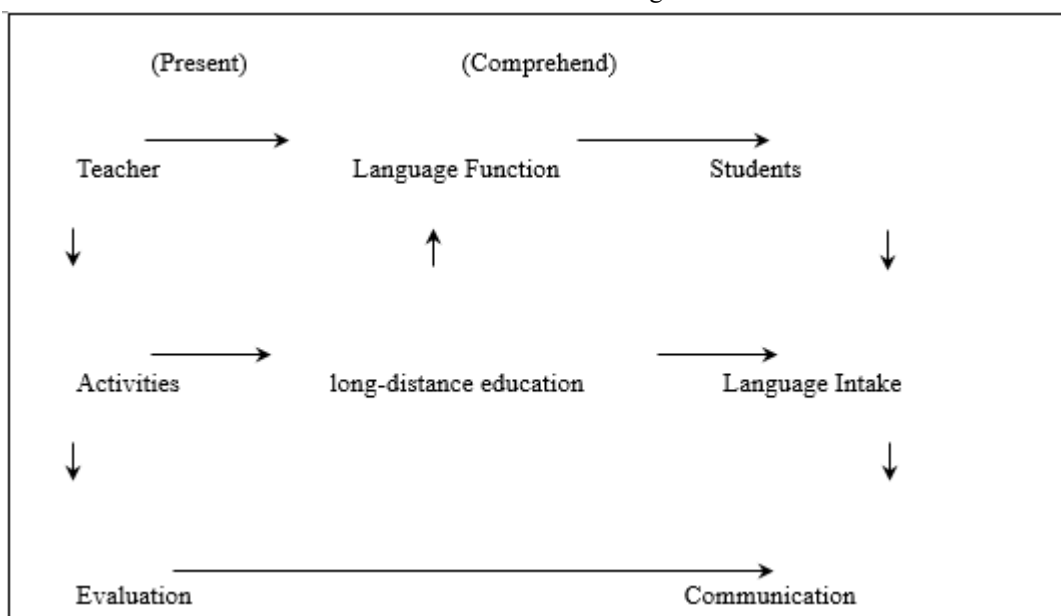 (Present) (Comprehend)
Teacher Language Function Students
Activities long-distance education Language Intake
Evaluation Communication